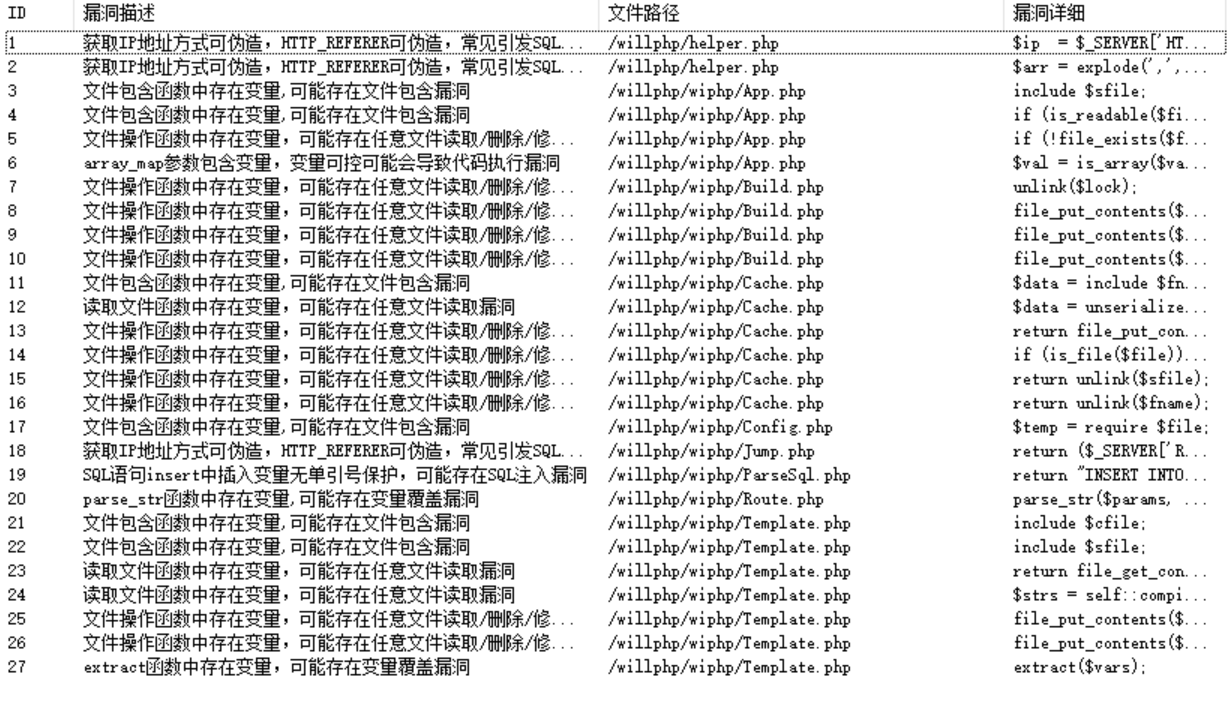 ID 漏洞描述 文件路径 漏洞详细
1 获取IP地址方式可伪造，HTTP_REFERER可伪造，常见引发SQL... /willphp/helper.php $ip = $_SERVER['HT...
2 获取IP地址方式可伪造，HTTP_REFERER可伪造，常见引发SQL... /willphp/helper.php $arr = explode(',',...
3 文件包含函数中存在变量,可能存在文件包含漏洞 /willphp/wiphp/App.php include $sfile;
4 文件包含函数中存在变量,可能存在文件包含漏洞 /willphp/wiphp/App.php if (is_readable($fi...
5 文件操作函数中存在变量，可能存在任意文件读取/删除/修... /willphp/wiphp/App.php if (!file_exists($f...
6 array_map参数包含变量，变量可控可能会导致代码执行漏洞 /willphp/wiphp/App.php $val = is_array($va...
7 文件操作函数中存在变量，可能存在任意文件读取/删除/修... /willphp/wiphp/Build.php unlink($lock);
8 文件操作函数中存在变量，可能存在任意文件读取/删除/修... /willphp/wiphp/Build.php file_put_contents($...
9 文件操作函数中存在变量，可能存在任意文件读取/删除/修... /willphp/wiphp/Build.php file_put_contents($...
10 文件操作函数中存在变量，可能存在任意文件读取/删除/修... /willphp/wiphp/Build.php file_put_contents($...
11 文件包含函数中存在变量,可能存在文件包含漏洞 /willphp/wiphp/Cache.php $data = include $fn...
12 读取文件函数中存在变量，可能存在任意文件读取漏洞 /willphp/wiphp/Cache.php $data = unserialize...
13 文件操作函数中存在变量，可能存在任意文件读取/删除/修... /willphp/wiphp/Cache.php return file_put_con...
14 文件操作函数中存在变量，可能存在任意文件读取/删除/修... /willphp/wiphp/Cache.php if (is_file($file))...
15 文件操作函数中存在变量，可能存在任意文件读取/删除/修... /willphp/wiphp/Cache.php return unlink($sfile);
16 文件操作函数中存在变量，可能存在任意文件读取/删除/修... /willphp/wiphp/Cache.php return unlink($fname);
17 文件包含函数中存在变量,可能存在文件包含漏洞 /willphp/wiphp/Config.php $temp = require $file;
18 获取IP地址方式可伪造，HTTP_REFERER可伪造，常见引发SQL... /willphp/wiphp/Jump.php return ($_SERVER['R...
19 SQL语句insert中插入变量无单引号保护，可能存在SQL注入漏洞 /willphp/wiphp/ParseSql.php return "INSERT INTO...
20 parse_str函数中存在变量,可能存在变量覆盖漏洞 /willphp/wiphp/Route.php parse_str($params, ...
21 文件包含函数中存在变量,可能存在文件包含漏洞 /willphp/wiphp/Template.php include $cfile;
22 文件包含函数中存在变量,可能存在文件包含漏洞 /willphp/wiphp/Template.php include $sfile;
23 读取文件函数中存在变量，可能存在任意文件读取漏洞 /willphp/wiphp/Template.php return file_get_con...
24 读取文件函数中存在变量，可能存在任意文件读取漏洞 /willphp/wiphp/Template.php $strs = self::compi...
25 文件操作函数中存在变量，可能存在任意文件读取/删除/修... /willphp/wiphp/Template.php file_put_contents($...
26 文件操作函数中存在变量，可能存在任意文件读取/删除/修... /willphp/wiphp/Template.php file_put_contents($...
27 extract函数中存在变量，可能存在变量覆盖漏洞 /willphp/wiphp/Template.php extract($vars);